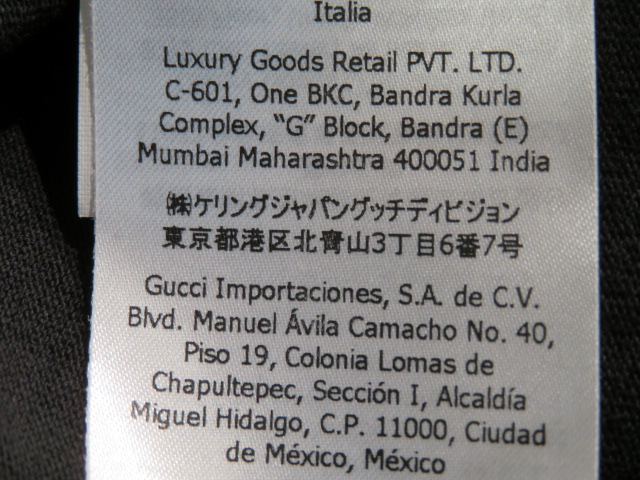 Italia
Luxury Goods Retail PVT. LTD.
C-601, One BKC, Bandra Kurla
Complex, “G” Block, Bandra (E)
Mumbai Maharashtra 400051 India
㈱ケリングジャパングッチディビジョン
東京都港区北青山3丁目6番7号
Gucci Importaciones, S.A. de C.V.
Blvd. Manuel Ávila Camacho No. 40,
Piso 19, Colonia Lomas de
Chapultepec, Sección I, Alcaldía
Miguel Hidalgo, C.P. 11000, Ciudad
de México, México